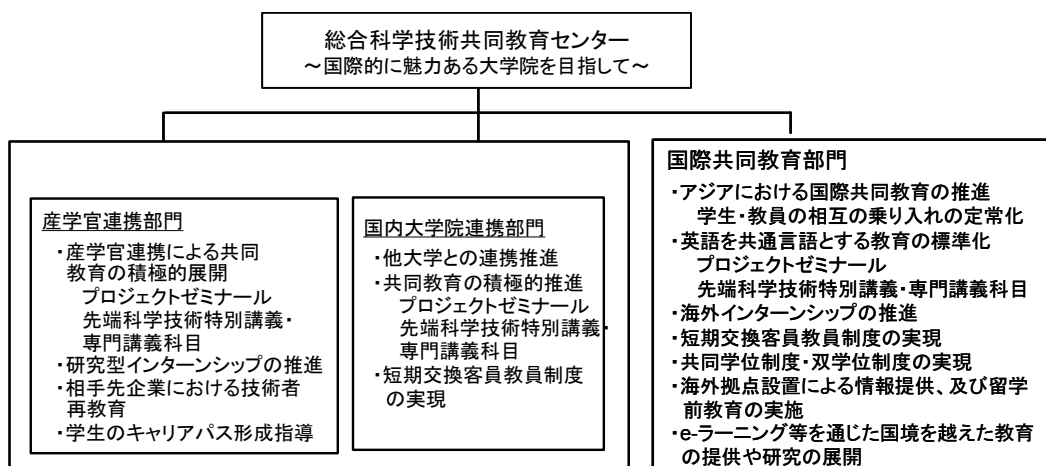 総合科学技術共同教育センター
～国際的に魅力ある大学院を目指して～
産学官連携部門
・産学官連携による共同
教育の積極的展開
プロジェクトゼミナール
先端科学技術特別講義・
専門講義科目
・研究型インターンシップの推進
・相手先企業における技術者
再教育
・学生のキャリアパス形成指導
国内大学院連携部門
・他大学との連携推進
・共同教育の積極的推進
プロジェクトゼミナール
先端科学技術特別講義・
専門講義科目
・短期交換客員教員制度
の実現
国際共同教育部門
・アジアにおける国際共同教育の推進
学生・教員の相互の乗り入れの定常化
・英語を共通言語とする教育の標準化
プロジェクトゼミナール
先端科学技術特別講義・専門講義科目
・海外インターンシップの推進
・短期交換客員教員制度の実現
・共同学位制度・双学位制度の実現
・海外拠点設置による情報提供、及び留学
前教育の実施
・e-ラーニング等を通じた国境を越えた教育
の提供や研究の展開